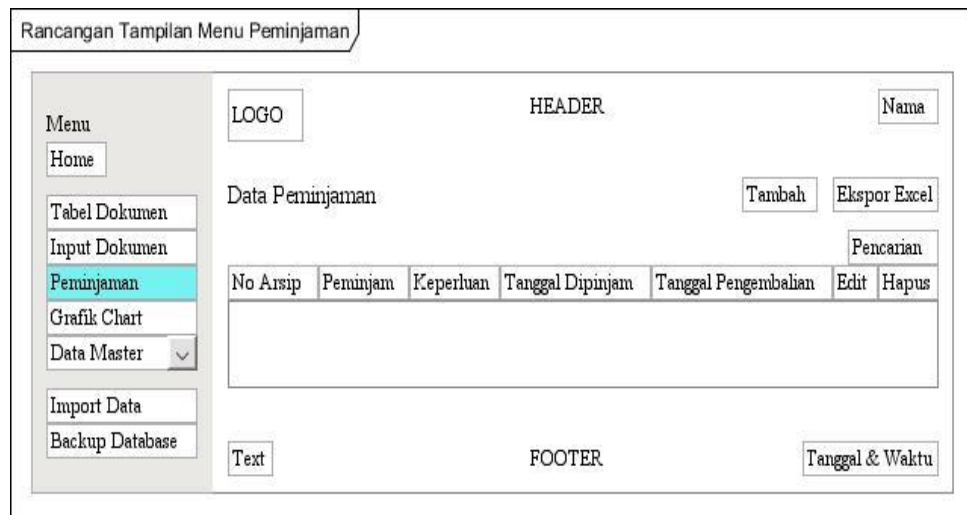 Rancangan Tampilan Menu Peminjaman
Menu
Home
Tabel Dokumen
Input Dokumen
Peminjaman
Grafik Chart
Data Master
Import Data
Backup Database
LOGO HEADER Nama
Data Peminjaman Tambah Ekspor Excel
Pencarian
No Arsip Peminjam Keperluan Tanggal Dipinjam Tanggal Pengembalian Edit Hapus
Text FOOTER Tanggal & Waktu